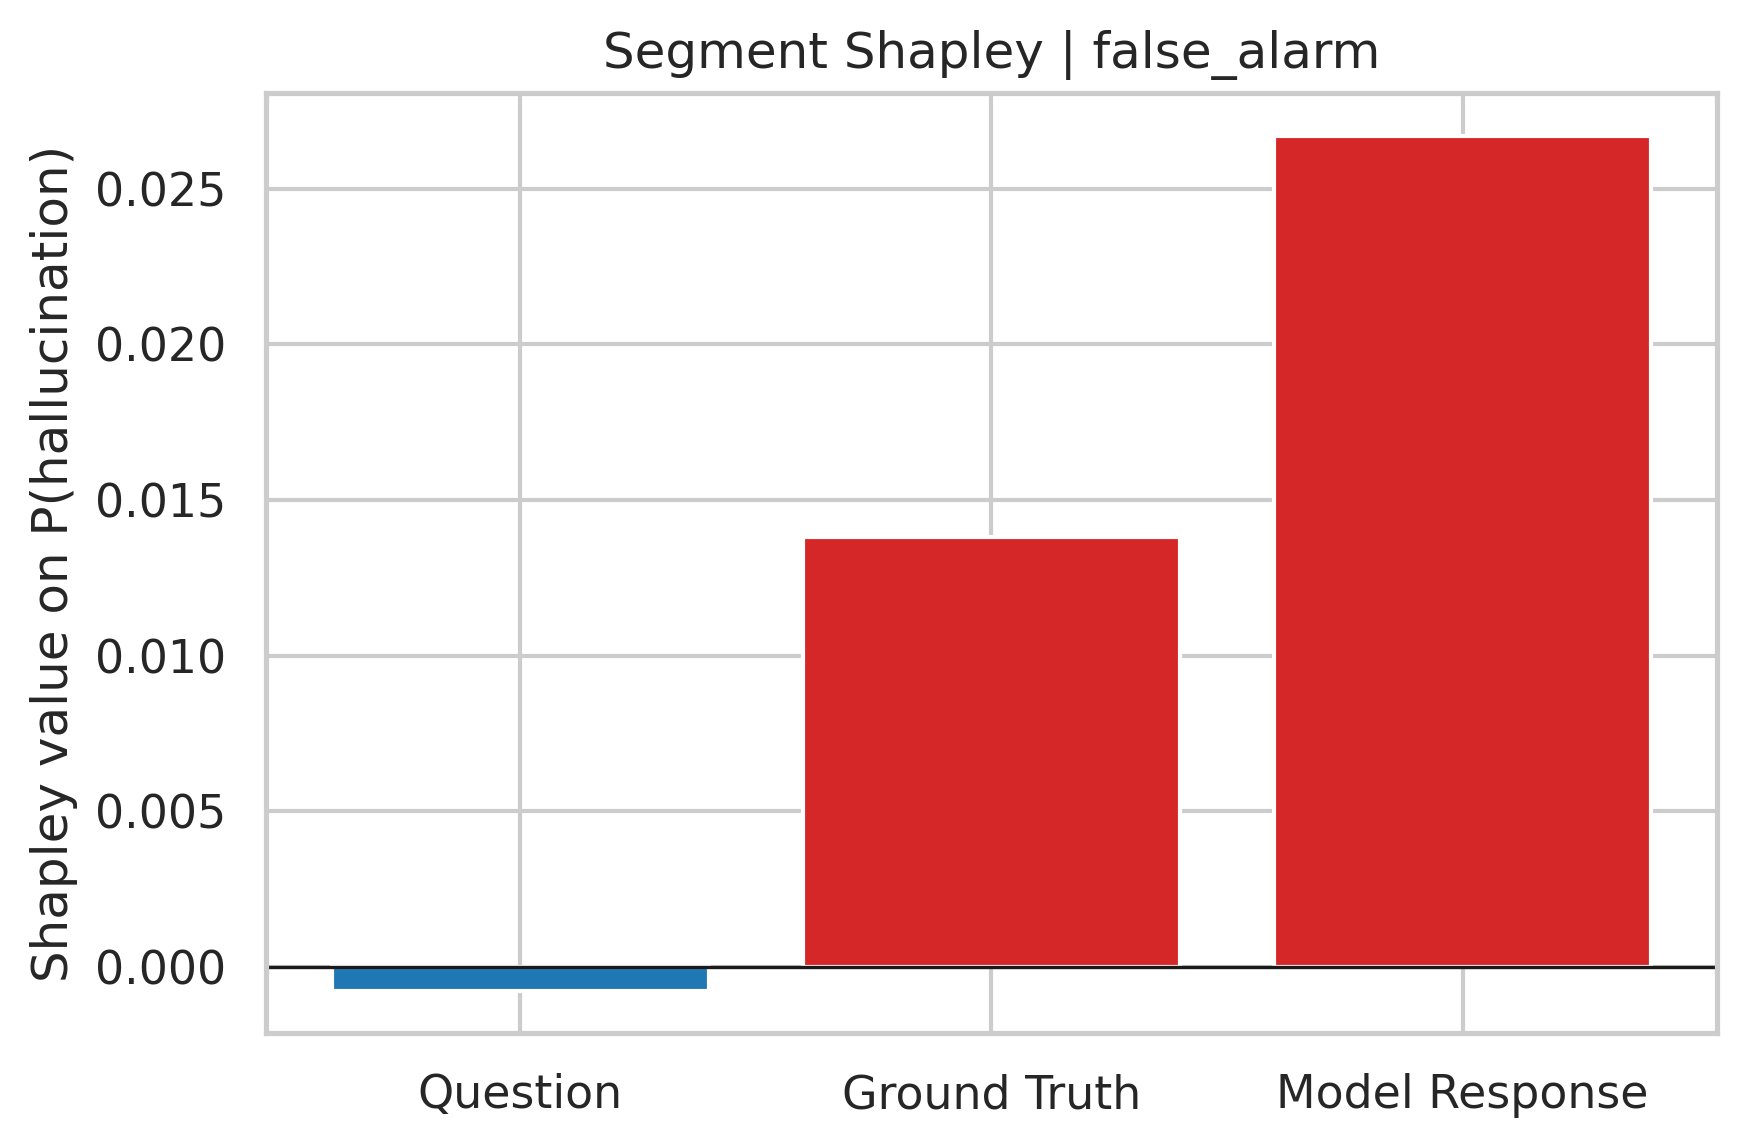 Segment Shapley | false_alarm
Shapley value on P(hallucination)
0.025
0.020
0.015
0.010
0.005
0.000
Question
Ground Truth
Model Response